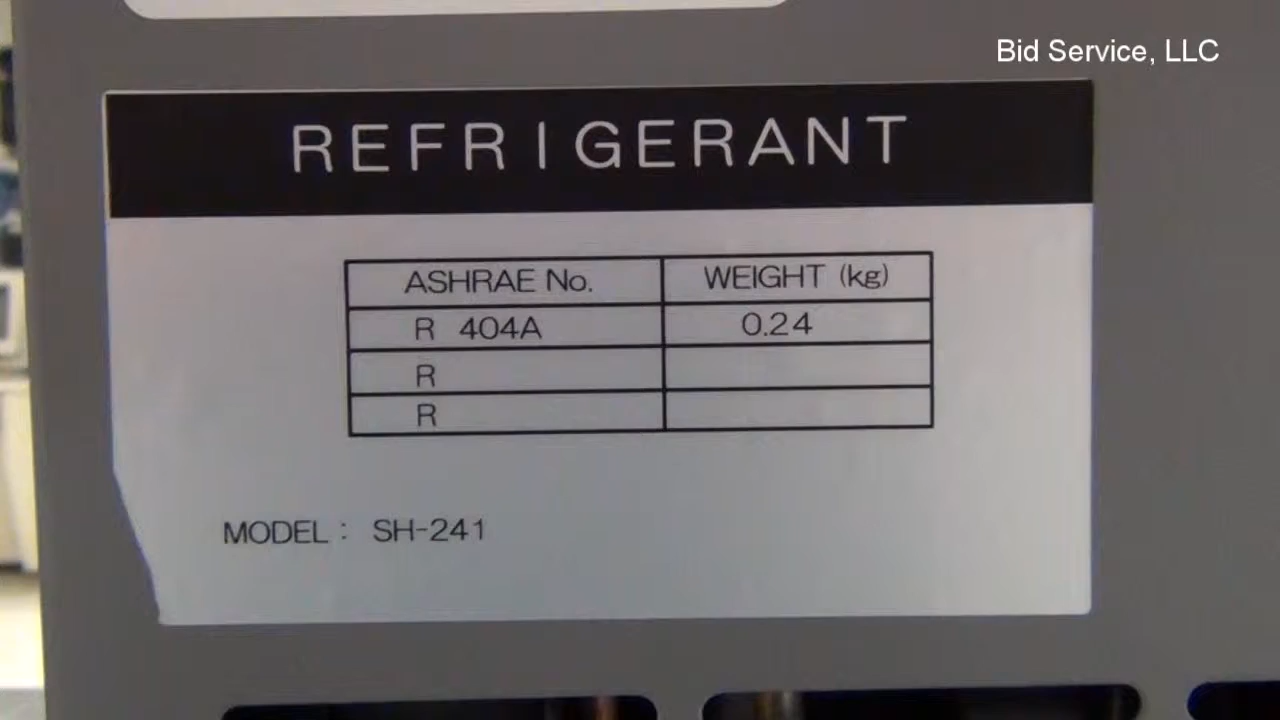 Bid Service, LLC
REFRIGERANT
ASHRAE No. WEIGHT (kg)
R 404A 0.24
R
R
MODEL : SH-241